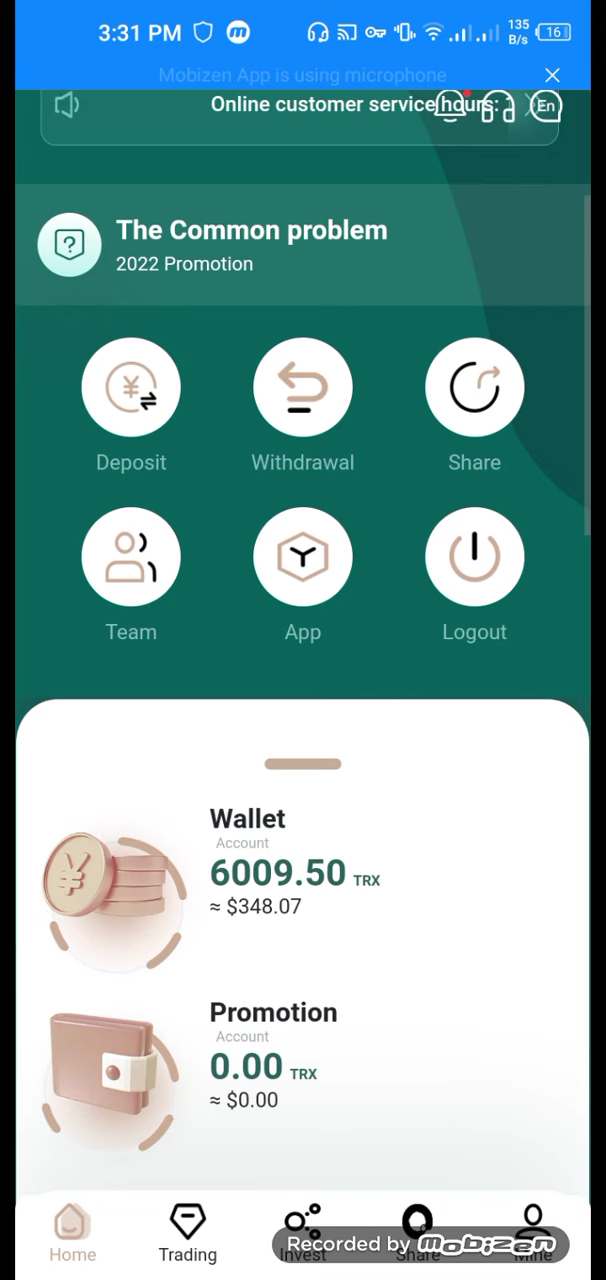 3:31 PM
135
B/s
16
Mobizen App is using microphone
Online customer service hours: 1
En
The Common problem
2022 Promotion
Deposit
Withdrawal
Share
Team
App
Logout
Wallet
Account
6009.50 TRX
≈ $348.07
Promotion
Account
0.00 TRX
≈ $0.00
Home
Trading
Invest
Share
Mine
Recorded by mobizen